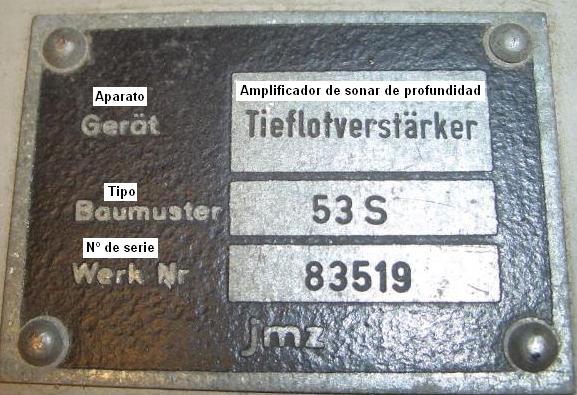 Aparato
Amplificador de sonar de profundidad
Gerät
Tieflotverstärker
Tipo
Baumuster
53 S
Nº de serie
Werk Nr
83519
jmz